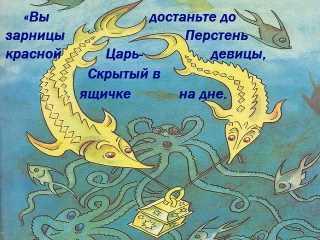 «Вы достаньте до
зарницы Перстень
красной Царь- девицы,
Скрытый в
ящичке на дне.